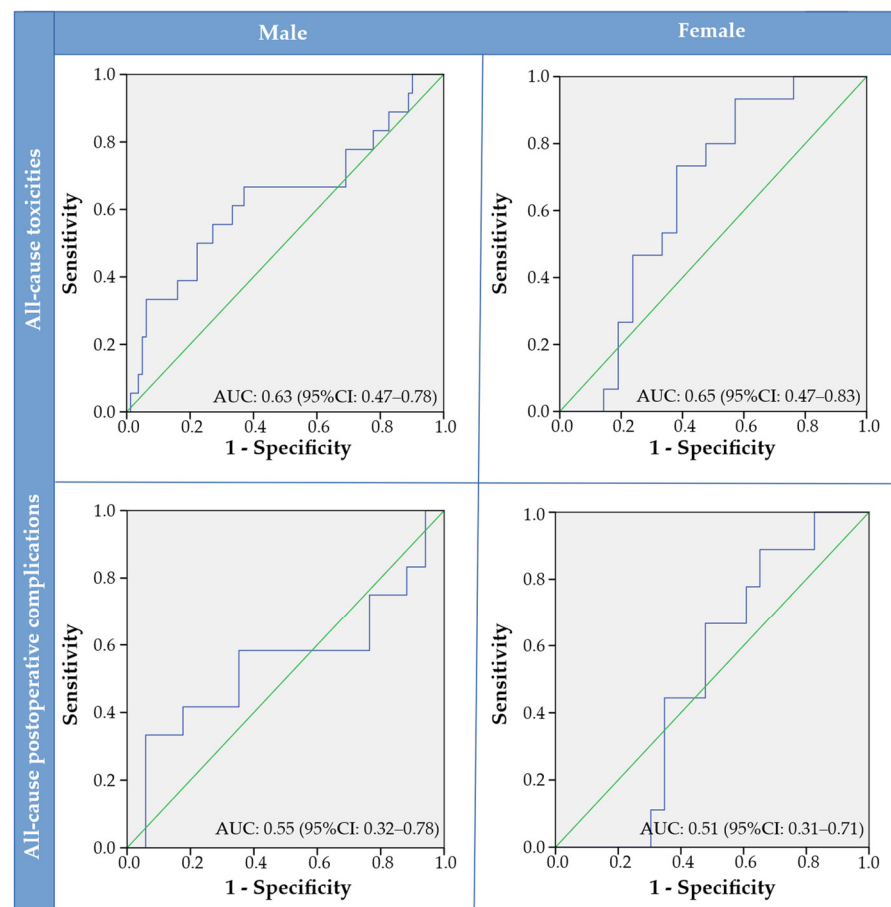 Male
Female
All-cause toxicities
Sensitivity
1.0
0.8
0.6
0.4
0.2
0.0
AUC: 0.63 (95%CI: 0.47–0.78)
0.0 0.2 0.4 0.6 0.8 1.0
1 - Specificity
Sensitivity
1.0
0.8
0.6
0.4
0.2
0.0
AUC: 0.65 (95%CI: 0.47–0.83)
0.0 0.2 0.4 0.6 0.8 1.0
1 - Specificity
All-cause postoperative complications
Sensitivity
1.0
0.8
0.6
0.4
0.2
0.0
AUC: 0.55 (95%CI: 0.32–0.78)
0.0 0.2 0.4 0.6 0.8 1.0
1 - Specificity
Sensitivity
1.0
0.8
0.6
0.4
0.2
0.0
AUC: 0.51 (95%CI: 0.31–0.71)
0.0 0.2 0.4 0.6 0.8 1.0
1 - Specificity